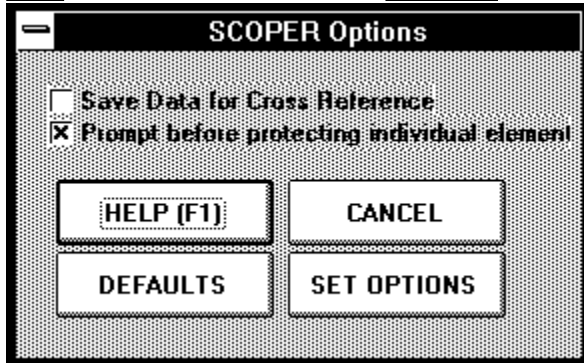 SCOPER Options
Save Data for Cross Reference
Prompt before protecting individual element
HELP (F1) CANCEL
DEFAULTS SET OPTIONS